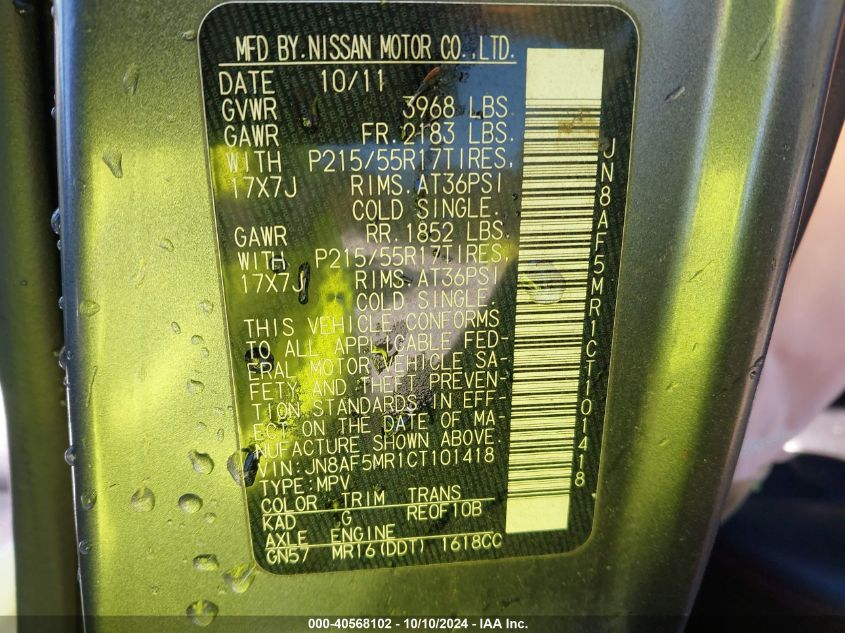 MFD BY.NISSAN MOTOR CO.,LTD.
DATE 10/11
GVWR 3968 LBS.
GAWR FR.2183 LBS.
WITH P215/55R17TIRES,
17X7J RIMS.AT36PSI
COLD SINGLE.
GAWR RR.1852 LBS.
WITH P215/55R17TIRES,
17X7J RIMS.AT36PSI
COLD SINGLE.
THIS VEHICLE CONFORMS
TO ALL APPLICABLE FED-
ERAL MOTOR VEHICLE SA-
FETY AND THEFT PREVEN-
TION STANDARDS IN EFF-
ECT ON THE DATE OF MA-
NUFACTURE SHOWN ABOVE.
VIN: JN8AF5MR1CT101418
TYPE:MPV
COLOR TRIM TRANS
KAD G RE0F10B
AXLE ENGINE
GN57 MR16(DDT) 1618CC
JN8AF5MR1CT101418
000-40568102 - 10/10/2024 - IAA Inc.